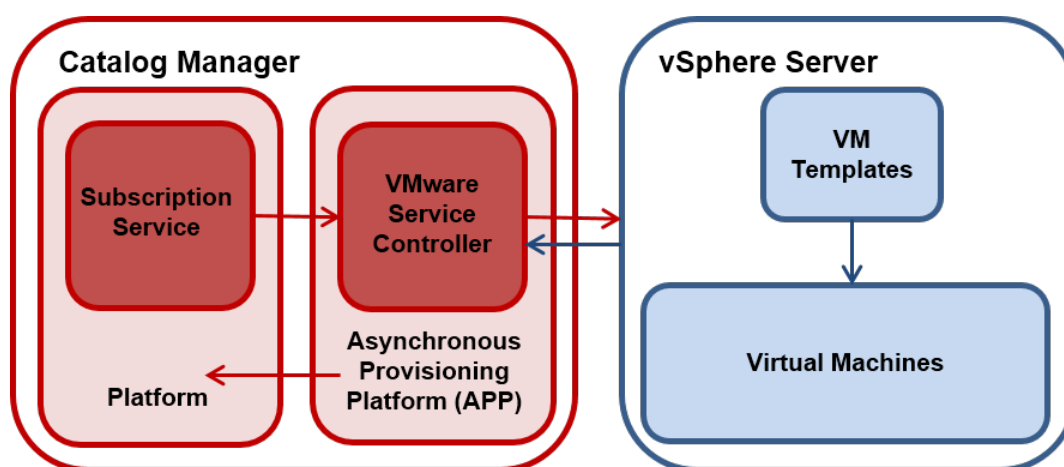 Catalog Manager
Subscription
Service
Platform
VMware
Service
Controller
Asynchronous
Provisioning
Platform (APP)
vSphere Server
VM
Templates
Virtual Machines